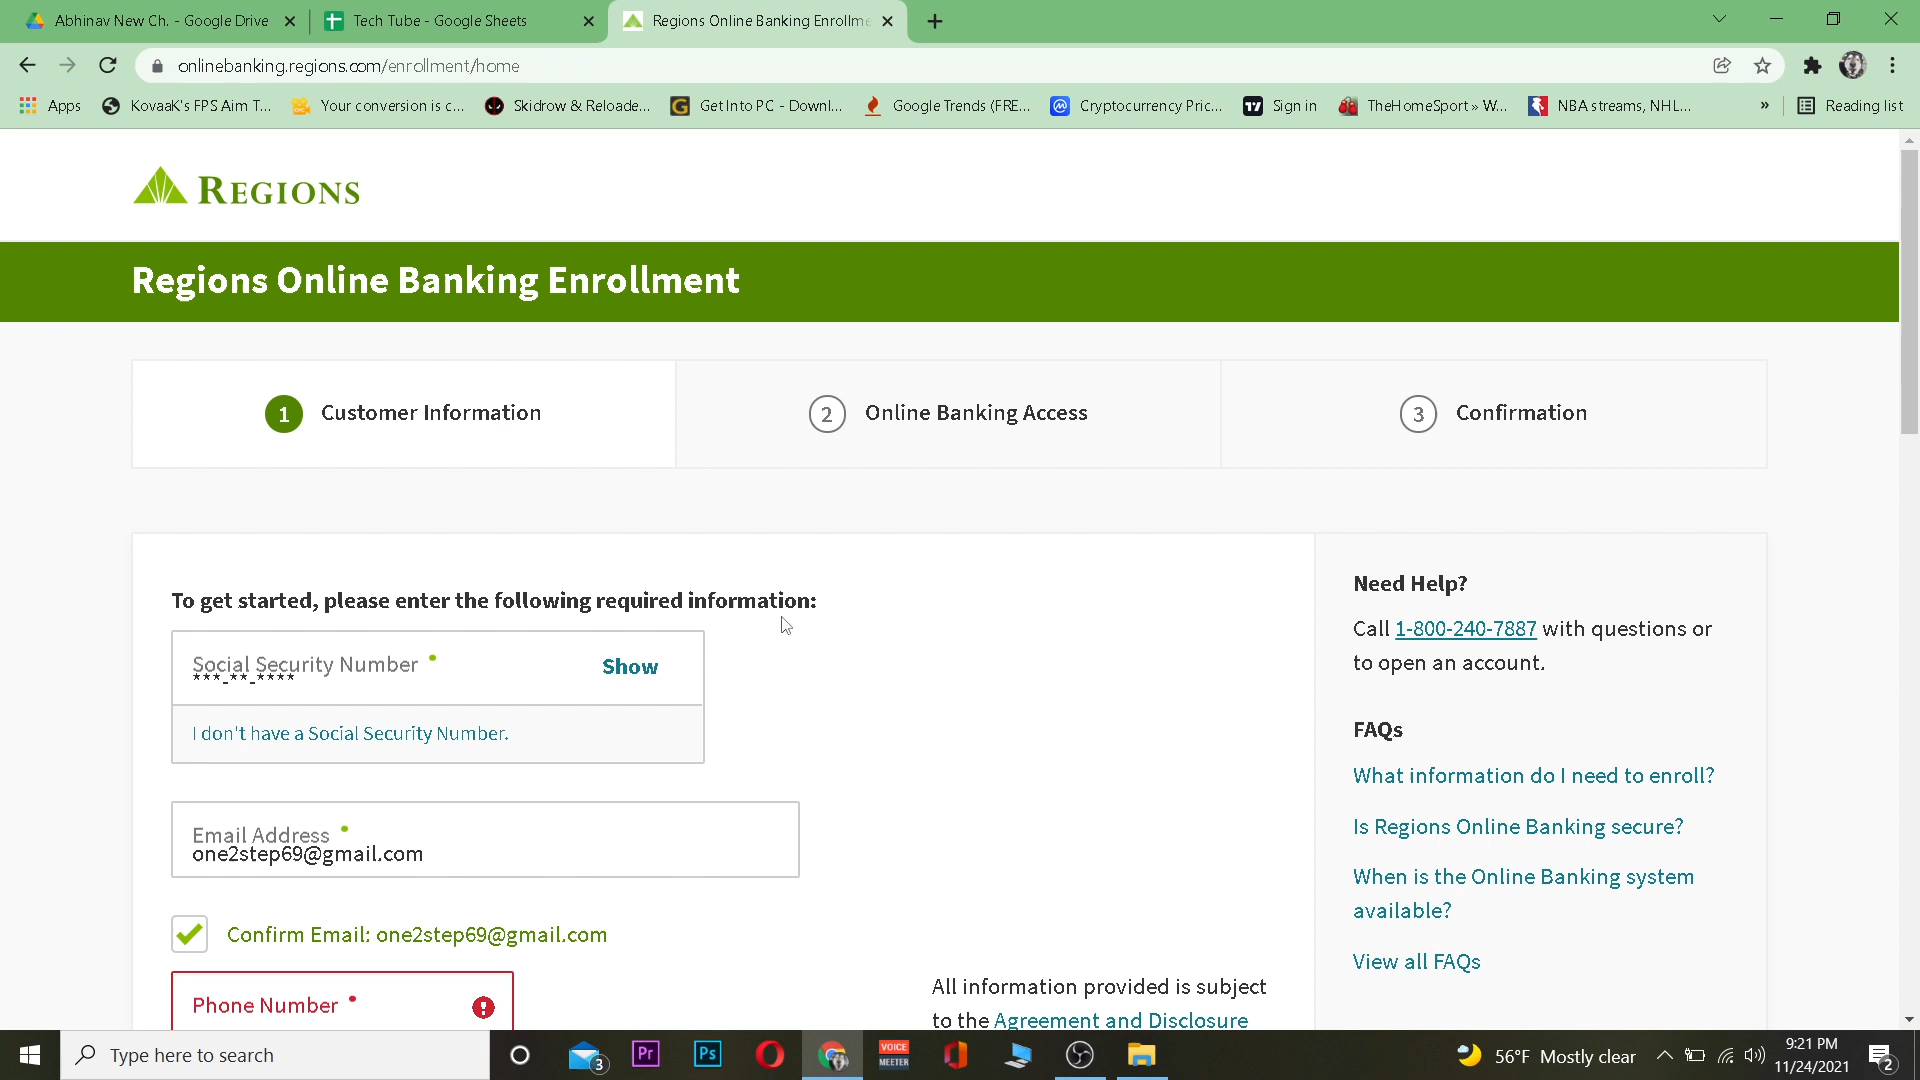 Abhinav New Ch. - Google Drive
Tech Tube - Google Sheets
Regions Online Banking Enrollme
onlinebanking.regions.com/enrollment/home
Apps
KovaaK's FPS Aim T...
Your conversion is c...
Skidrow & Reloade...
Get Into PC - Downl...
Google Trends (FRE...
Cryptocurrency Pric...
Sign in
TheHomeSport » W...
NBA streams, NHL...
»
Reading list
REGIONS
Regions Online Banking Enrollment
1 Customer Information
2 Online Banking Access
3 Confirmation
To get started, please enter the following required information:
Social Security Number
Show
***-**-****
I don't have a Social Security Number.
Email Address
one2step69@gmail.com
Confirm Email: one2step69@gmail.com
Phone Number
All information provided is subject
to the Agreement and Disclosure
Need Help?
Call 1-800-240-7887 with questions or
to open an account.
FAQs
What information do I need to enroll?
Is Regions Online Banking secure?
When is the Online Banking system
available?
View all FAQs
Type here to search
3
Pr
Ps
VOICE
MEETER
56°F Mostly clear
9:21 PM
11/24/2021
2